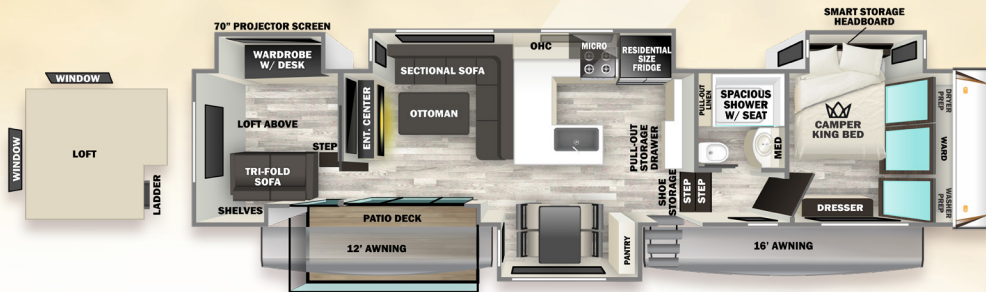 WINDOW
WINDOW
LOFT
LADDER
70" PROJECTOR SCREEN
WARDROBE
W/ DESK
LOFT ABOVE
STEP
TRI-FOLD
SOFA
SHELVES
ENT. CENTER
SECTIONAL SOFA
OTTOMAN
OHC
MICRO
RESIDENTIAL
SIZE
FRIDGE
PULL-OUT
STORAGE
DRAWER
PATIO DECK
12' AWNING
PANTRY
SHOE
STORAGE
STEP
STEP
PULL-OUT
LINEN
SPACIOUS
SHOWER
W/ SEAT
MED
SMART STORAGE
HEADBOARD
CAMPER
KING BED
DRYER
PREP
WARD
WASHER
PREP
DRESSER
16' AWNING